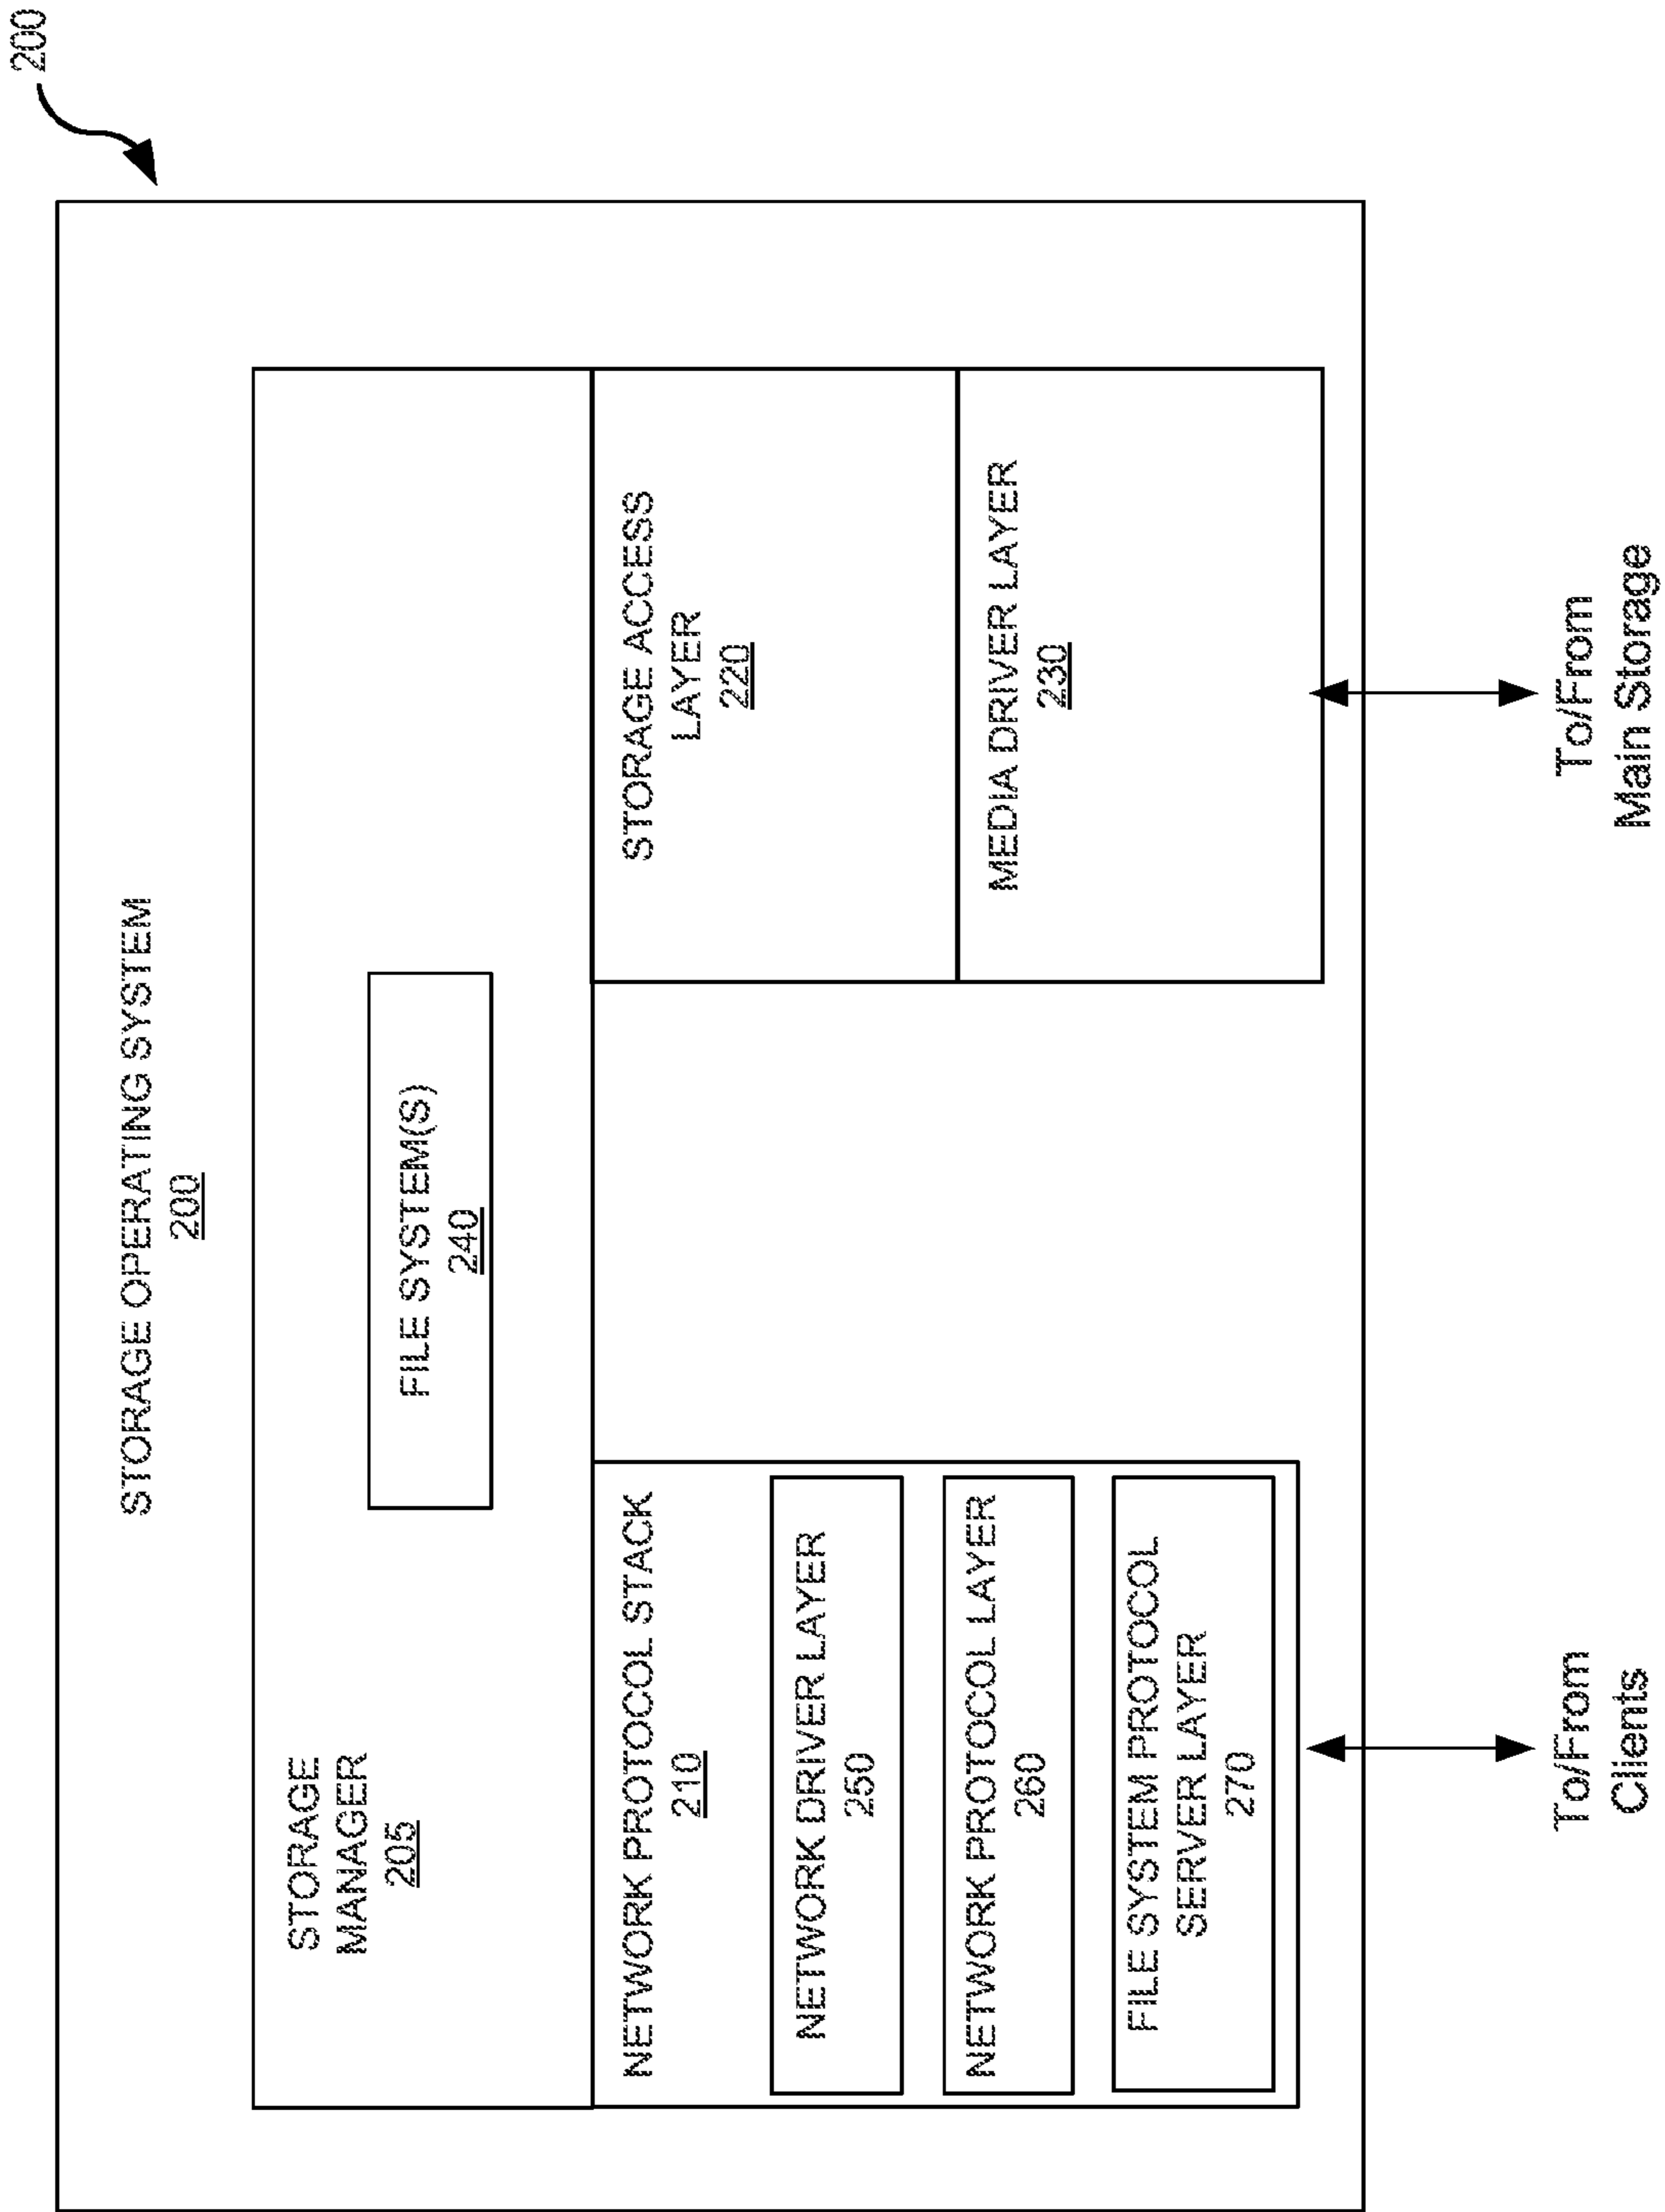 200
STORAGE OPERATING SYSTEM
200
STORAGE
MANAGER
205
FILE SYSTEM(S)
240
NETWORK PROTOCOL STACK
210
NETWORK DRIVER LAYER
250
NETWORK PROTOCOL LAYER
260
FILE SYSTEM PROTOCOL
SERVER LAYER
270
STORAGE ACCESS
LAYER
220
MEDIA DRIVER LAYER
230
To/From
Clients
To/From
Main Storage